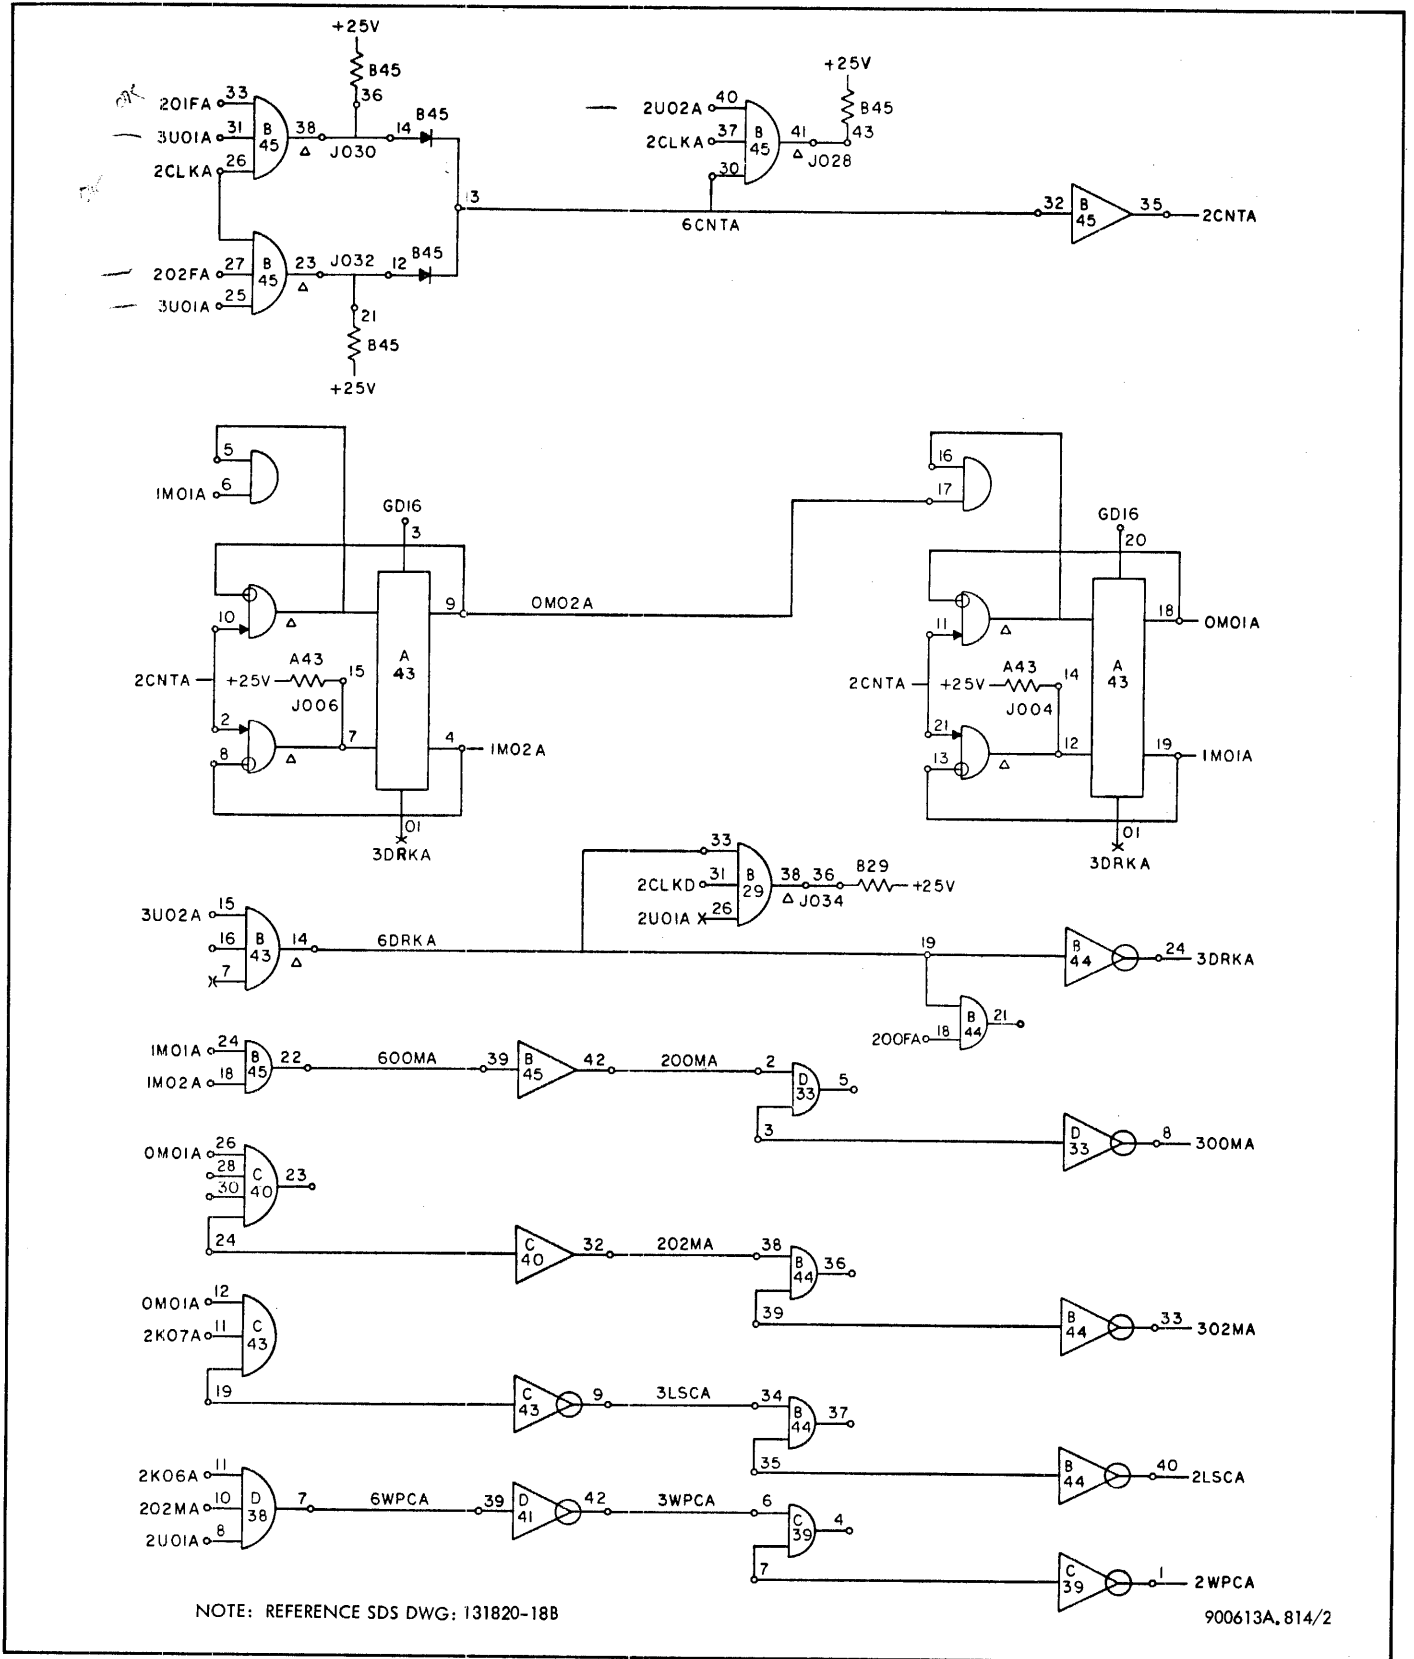 +25V
B45
36
201FA 33
3U01A 31
2CLKA 26
B 45
38
J030
14
B45
2U02A 40
2CLKA 37
30
B 45
41
J028
43
B45
+25V
13
6CNTA
32
B 45
35
2CNTA
202FA 27
3U01A 25
B 45
23
J032
12
B45
21
B45
+25V
5
1M01A 6
GD16
3
10
9
0M02A
2CNTA
+25V
A43
J006
15
A 43
2
8
7
4
1M02A
01
3DRKA
16
17
GD16
20
11
18
0M01A
2CNTA
+25V
A43
J004
14
A 43
21
13
12
19
1M01A
01
3DRKA
33
2CLKD 31
2U01A 26
B 29
38 36
J034
B29
+25V
3U02A 15
16
7
B 43
14
6DRKA
19
B 44
24
3DRKA
200FA 18
B 44
21
1M01A 24
1M02A 18
B 45
22
600MA
39
B 45
42
200MA
2
3
D 33
5
D 33
8
300MA
0M01A 26
28
30
24
C 40
23
C 40
32
202MA
38
39
B 44
36
B 44
33
302MA
0M01A 12
2K07A 11
19
C 43
C 43
9
3LSCA
34
35
B 44
37
B 44
40
2LSCA
2K06A 11
202MA 10
2U01A 8
D 38
7
6WPCA
39
D 41
42
3WPCA
6
7
C 39
4
C 39
1
2WPCA
NOTE: REFERENCE SDS DWG: 131820-18B
900613A.814/2